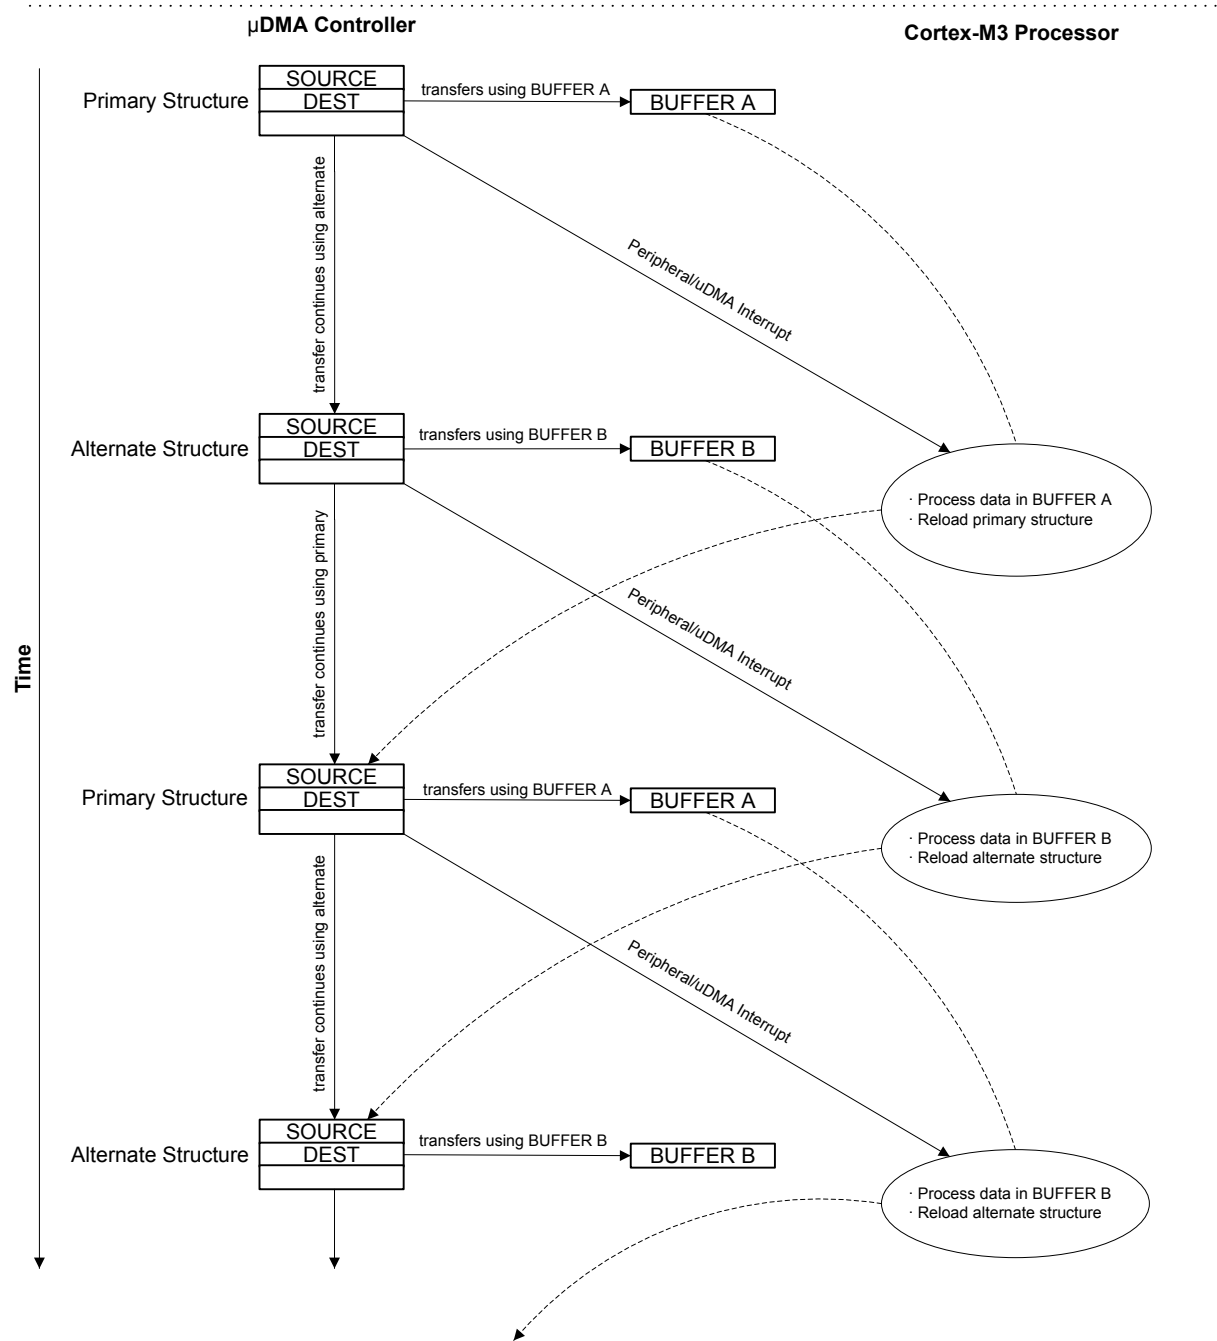 µDMA Controller
Cortex-M3 Processor
Primary Structure
SOURCE
DEST
transfers using BUFFER A
BUFFER A
transfer continues using alternate
Peripheral/uDMA Interrupt
Alternate Structure
SOURCE
DEST
transfers using BUFFER B
BUFFER B
· Process data in BUFFER A
· Reload primary structure
transfer continues using primary
Peripheral/uDMA Interrupt
Time
Primary Structure
SOURCE
DEST
transfers using BUFFER A
BUFFER A
· Process data in BUFFER B
· Reload alternate structure
transfer continues using alternate
Peripheral/uDMA Interrupt
Alternate Structure
SOURCE
DEST
transfers using BUFFER B
BUFFER B
· Process data in BUFFER B
· Reload alternate structure